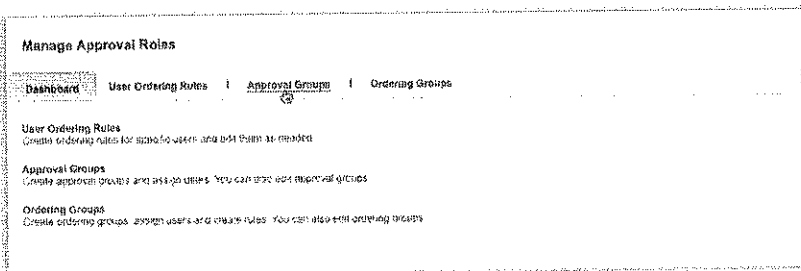 Manage Approval Roles
Dashboard User Ordering Rules | Approval Groups | Ordering Groups
User Ordering Rules
Create ordering rules for specific users and edit them as needed
Approval Groups
Create approval groups and assign users. You can also edit approval groups
Ordering Groups
Create ordering groups, assign users and create rules. You can also edit ordering groups